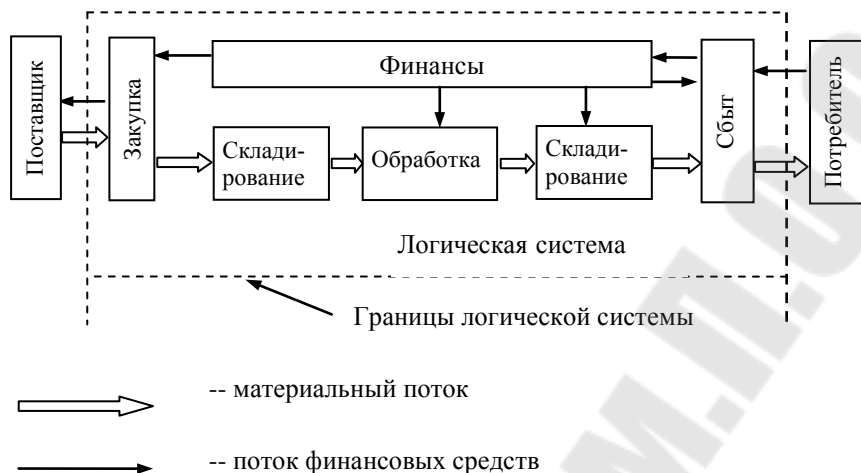 Поставщик
Закупка
Финансы
Склади-
рование
Обработка
Склади-
рование
Сбыт
Потребитель
Логическая система
Границы логической системы
-- материальный поток
-- поток финансовых средств
М.П.О